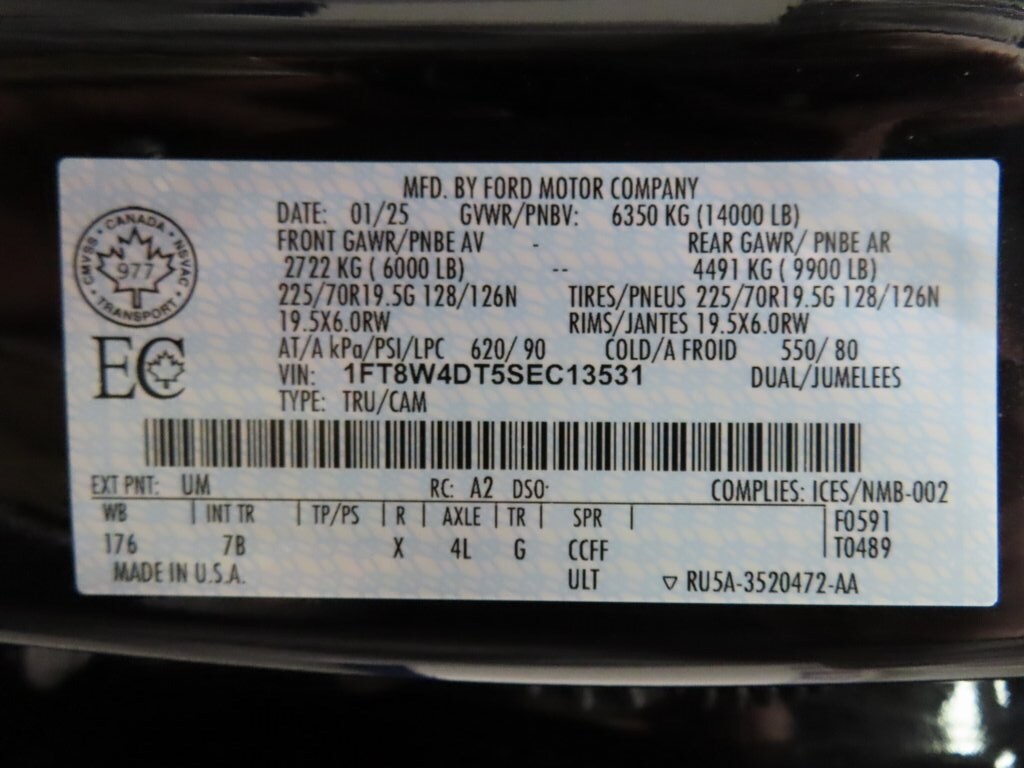 MFD. BY FORD MOTOR COMPANY
DATE: 01/25 GVWR/PNBV: 6350 KG (14000 LB)
FRONT GAWR/PNBE AV - REAR GAWR/ PNBE AR
2722 KG ( 6000 LB) -- 4491 KG ( 9900 LB)
225/70R19.5G 128/126N TIRES/PNEUS 225/70R19.5G 128/126N
19.5X6.0RW RIMS/JANTES 19.5X6.0RW
AT/A kPa/PSI/LPC 620/ 90 COLD/A FROID 550/ 80
VIN: 1FT8W4DT5SEC13531 DUAL/JUMELEES
TYPE: TRU/CAM
CANADA
CMVSS 977 NSVAC
TRANSPORT
EC
EXT PNT: UM RC: A2 DSO: COMPLIES: ICES/NMB-002
WB | INT TR | TP/PS | R | AXLE | TR | SPR | F0591
176 7B X 4L G CCFF T0489
MADE IN U.S.A. ULT ▽ RU5A-3520472-AA